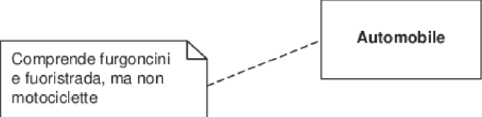 Comprende furgoncini
e fuoristrada, ma non
motociclette
Automobile